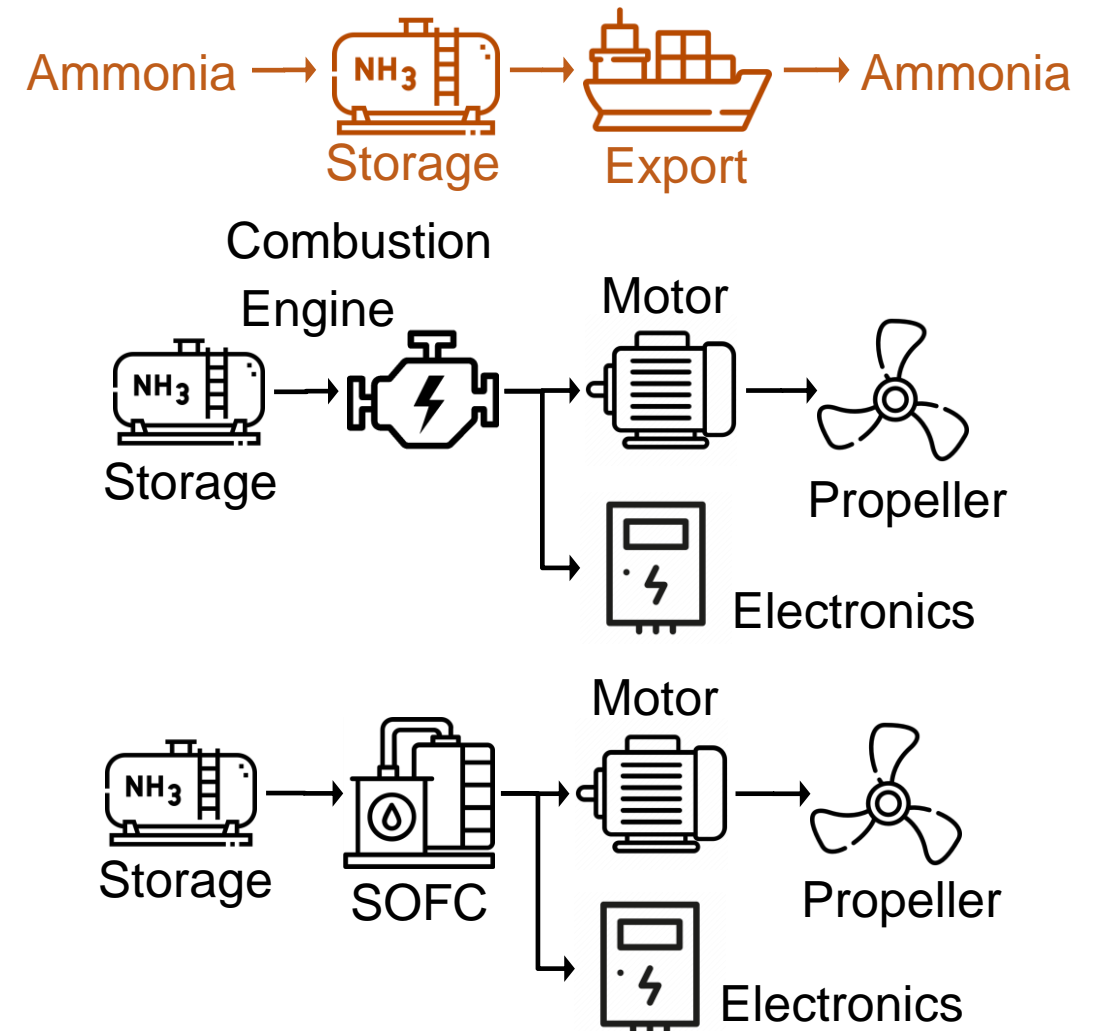 Ammonia
NH3
Ammonia
Storage
Export
Combustion
Engine
Motor
NH3
Storage
Propeller
Electronics
Motor
NH3
Storage
SOFC
Propeller
Electronics